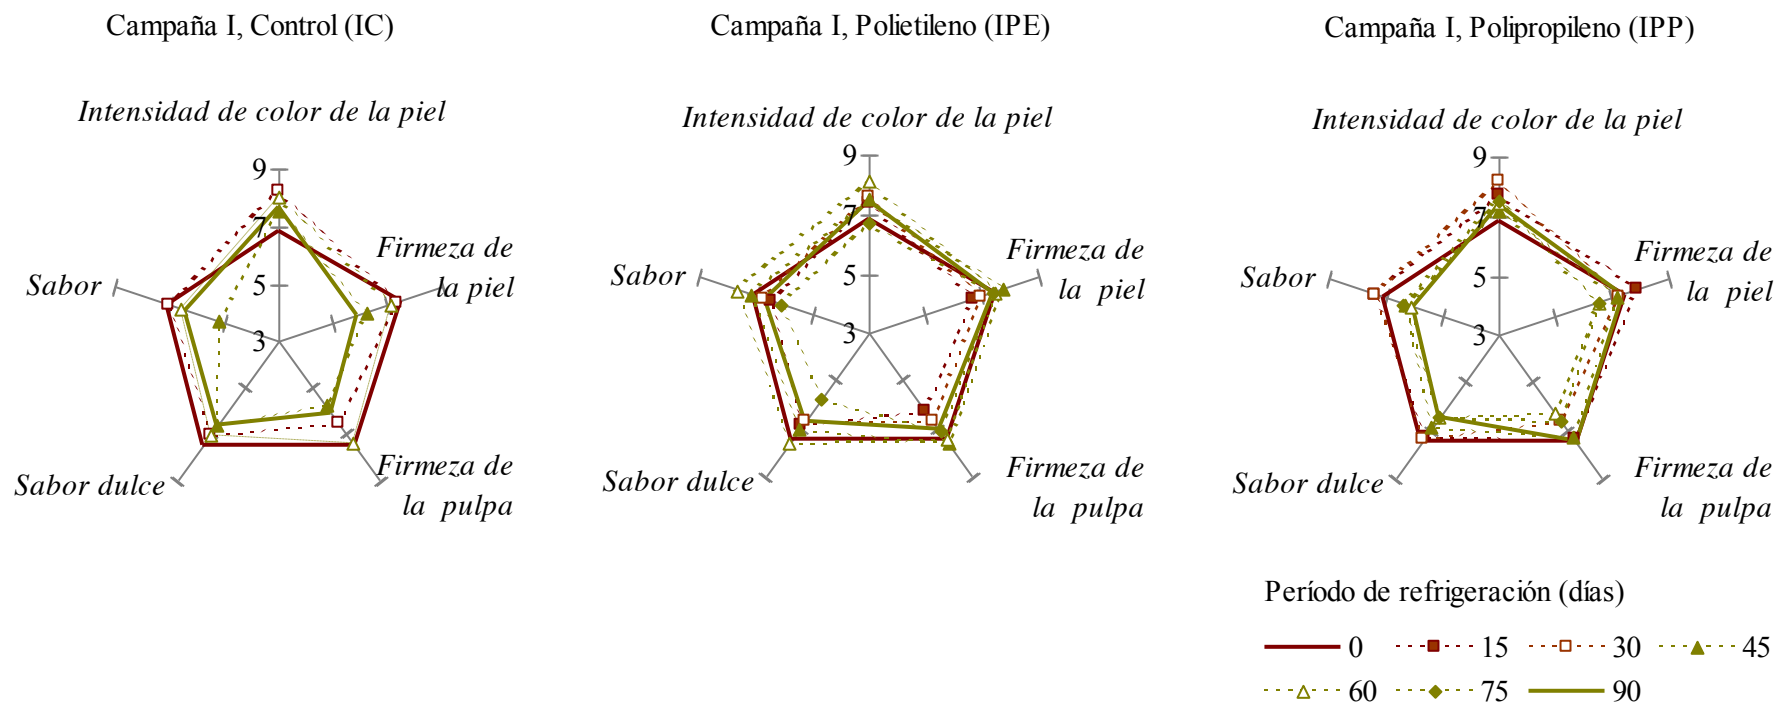 Campaña I, Control (IC)
Intensidad de color de la piel
9
7
5
3
Firmeza de
la piel
Firmeza de
la pulpa
Sabor dulce
Sabor
Campaña I, Polietileno (IPE)
Intensidad de color de la piel
9
7
5
3
Firmeza de
la piel
Firmeza de
la pulpa
Sabor dulce
Sabor
Campaña I, Polipropileno (IPP)
Intensidad de color de la piel
9
7
5
3
Firmeza de
la piel
Firmeza de
la pulpa
Sabor dulce
Sabor
Período de refrigeración (días)
0 15 30 45
60 75 90